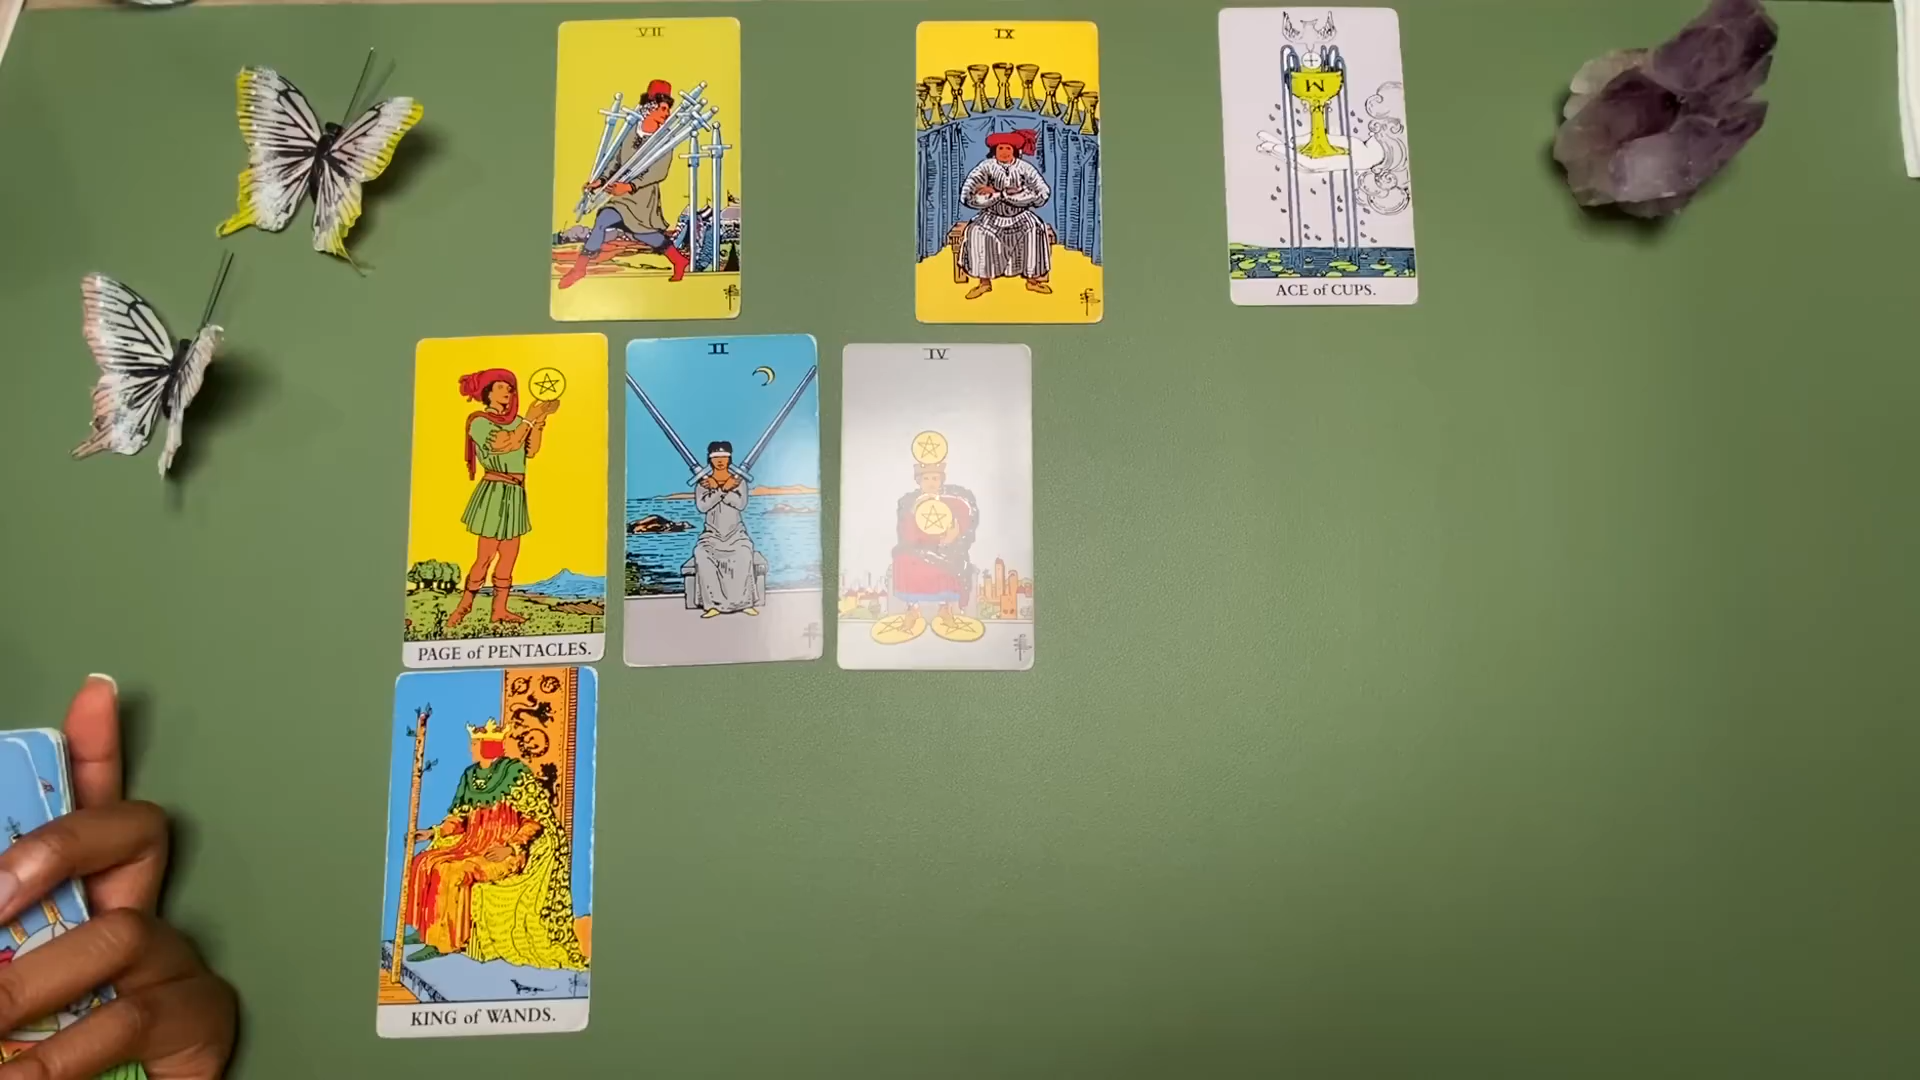 VII
IX
ACE of CUPS.
PAGE of PENTACLES.
II
IV
KING of WANDS.